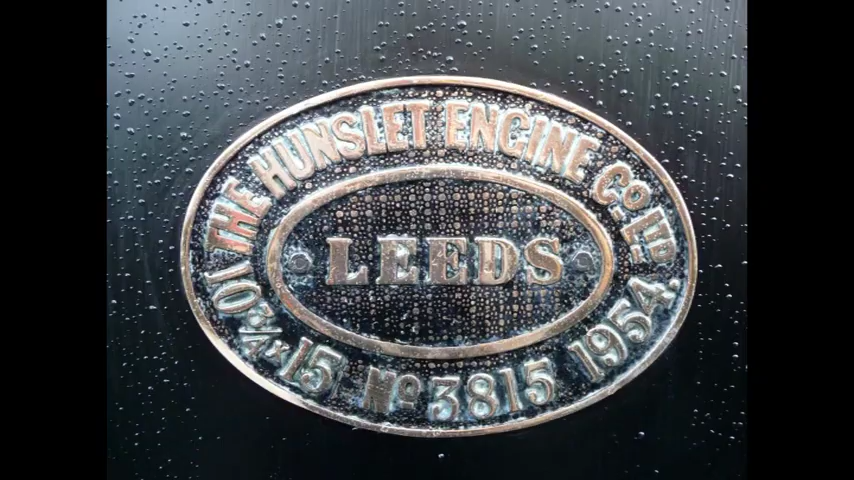 THE HUNSLET ENGINE Co LTD
LEEDS
10¾ x 15 No 3815 1954.